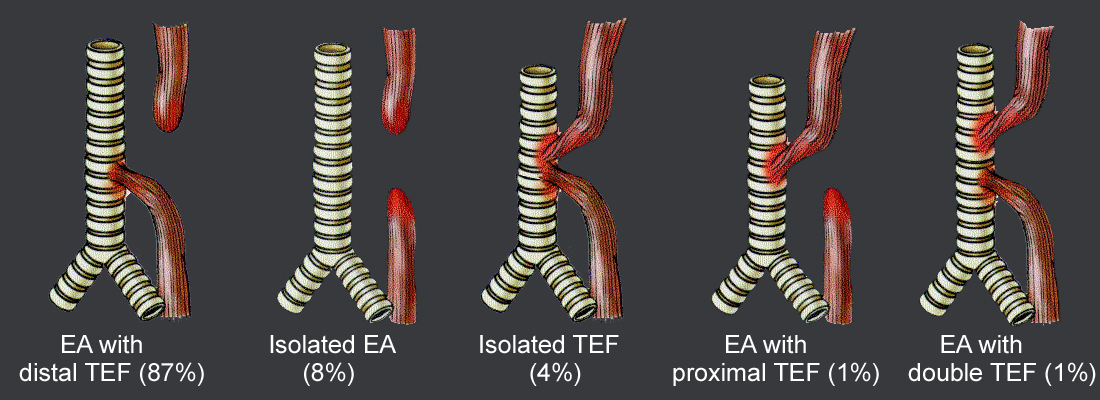 EA with
distal TEF (87%)
Isolated EA
(8%)
Isolated TEF
(4%)
EA with
proximal TEF (1%)
EA with
double TEF (1%)